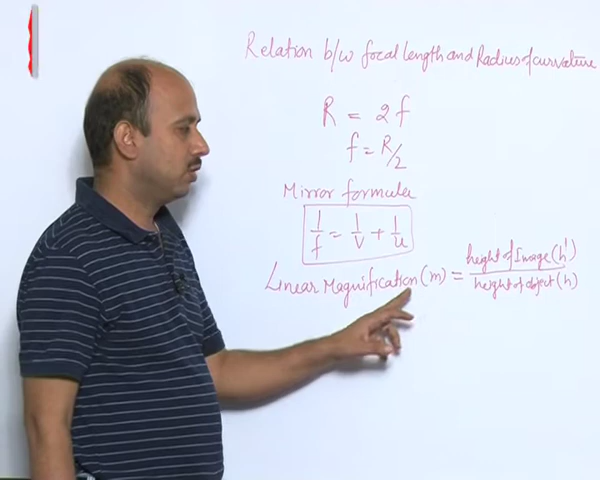 Relation b/w focal length and Radius of curvature
R = 2f
f = R/2
Mirror formula
1/f = 1/v + 1/u
Linear Magnification (m) = height of Image (h') / height of object (h)